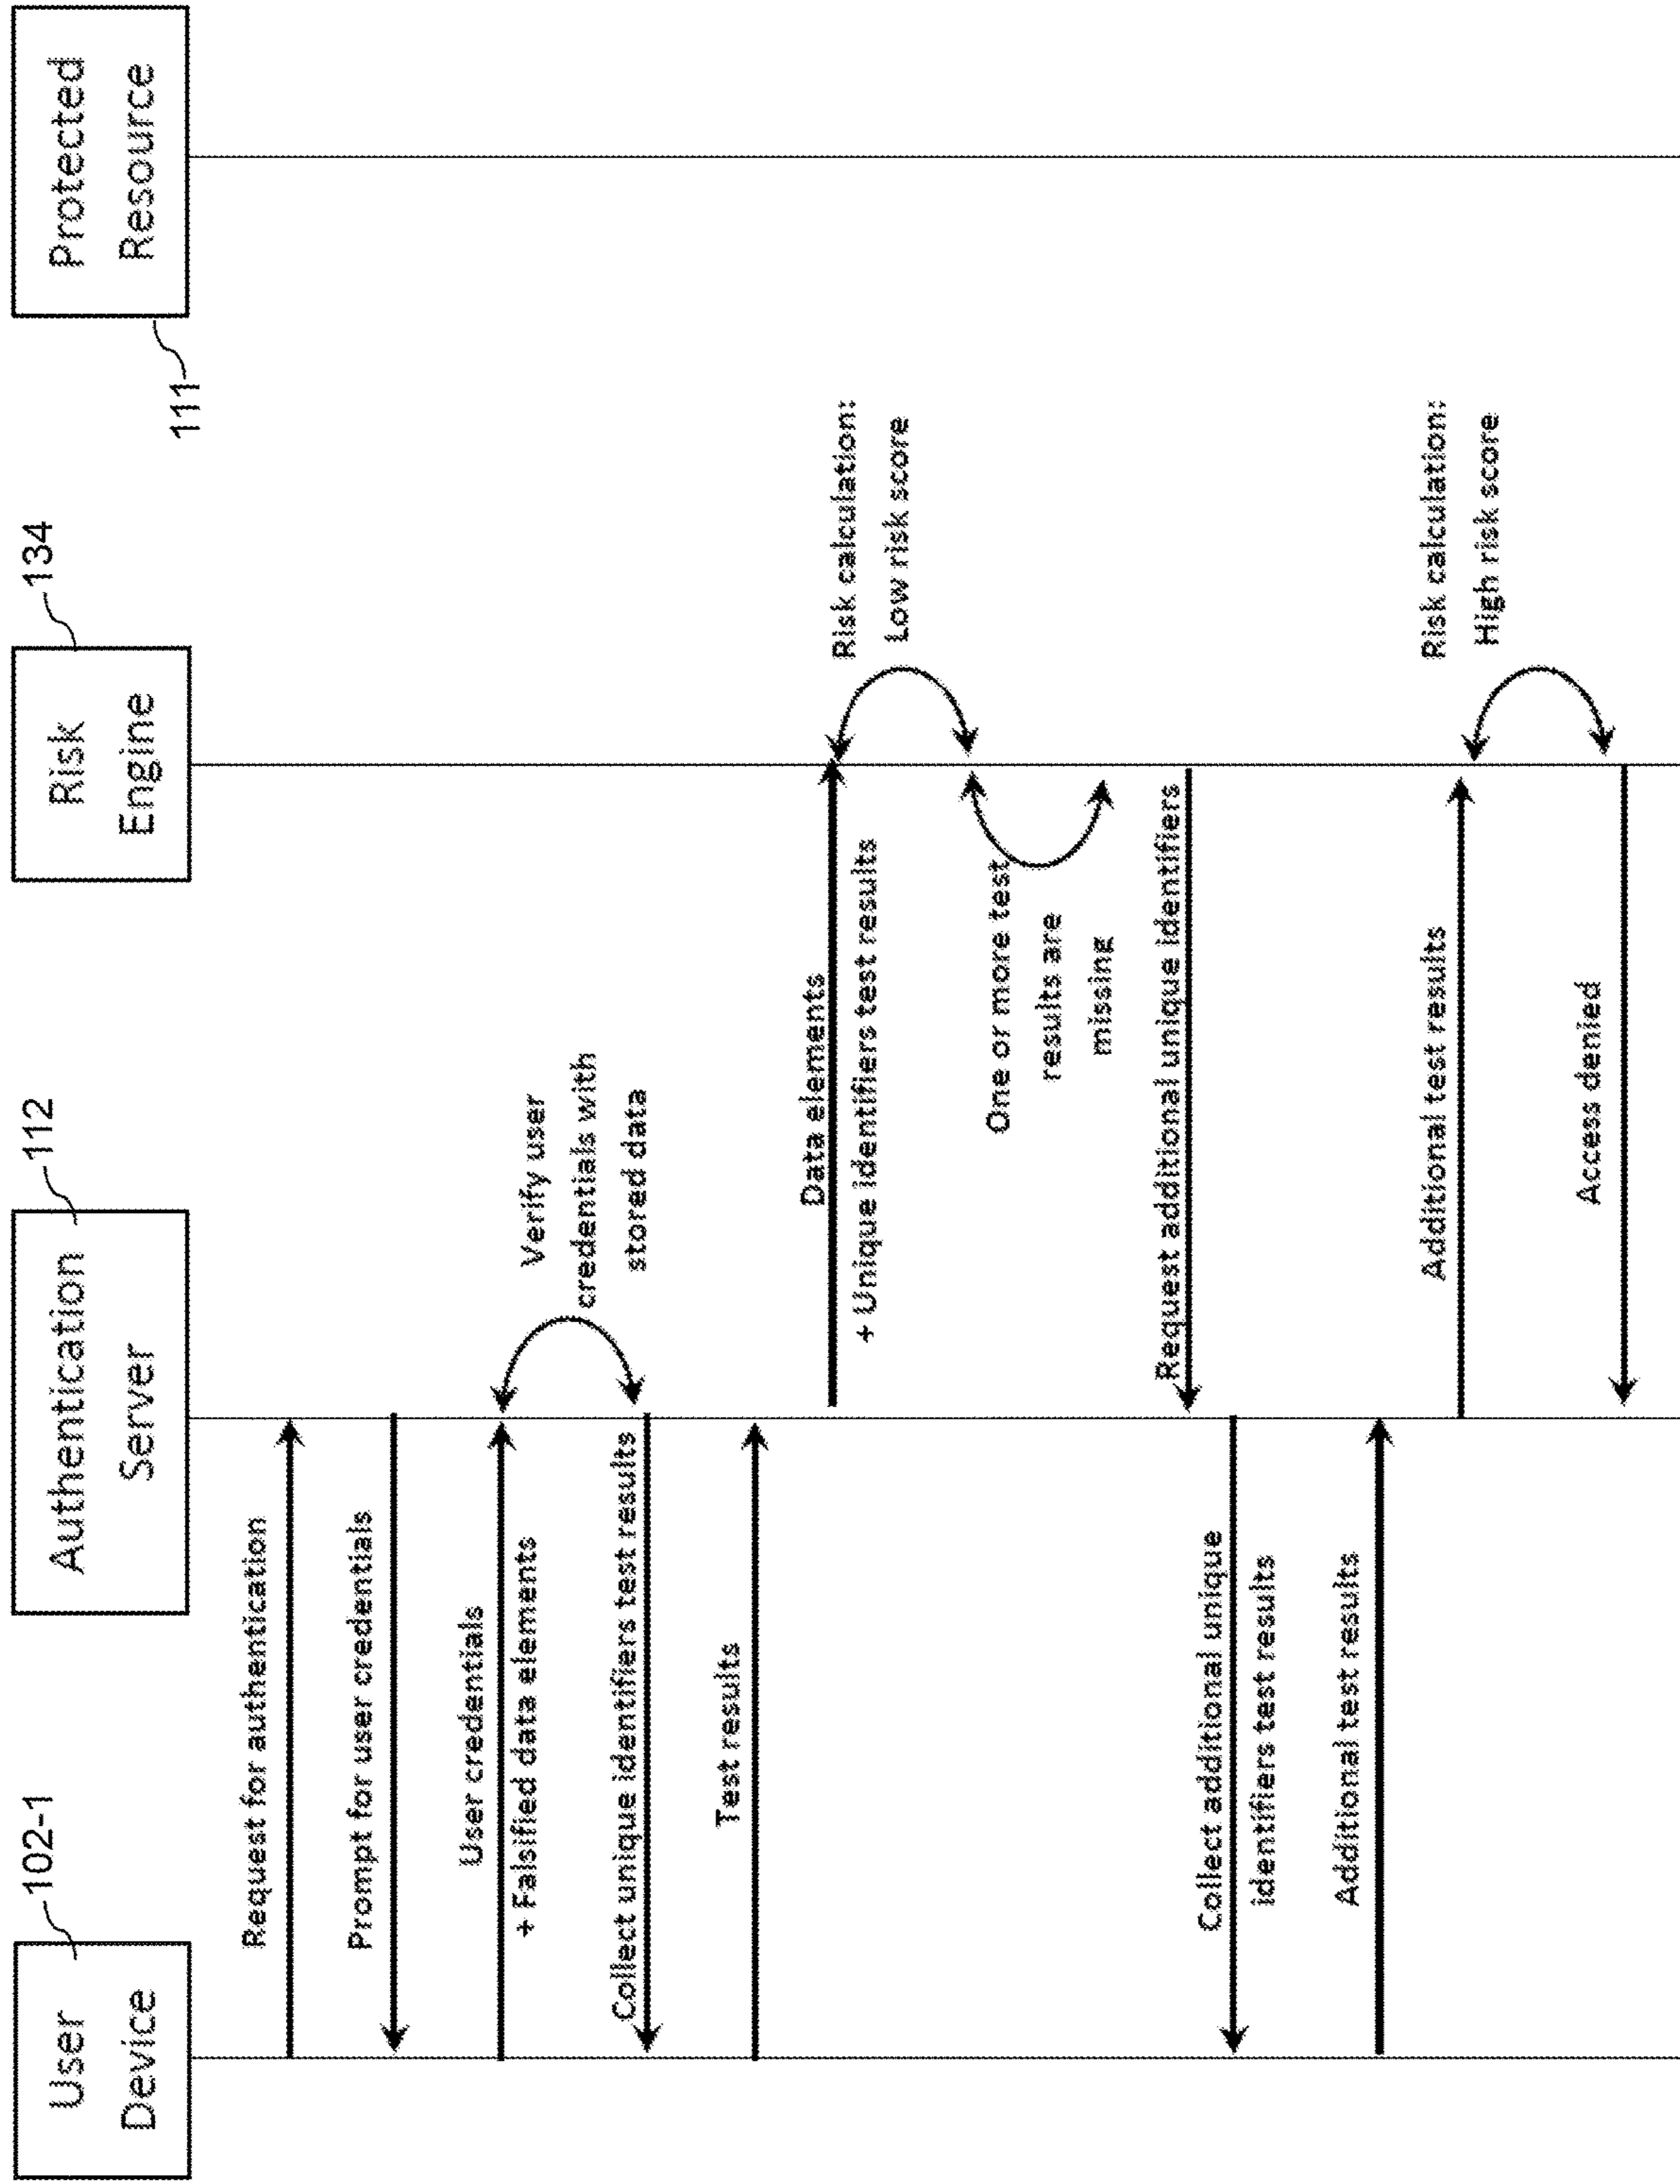 User
Device
102-1
Authentication
Server
112
Risk
Engine
134
Protected
Resource
111
Request for authentication
Prompt for user credentials
User credentials
+ Falsified data elements
Verify user
credentials with
stored data
Collect unique identifiers test results
Test results
Data elements
+ Unique identifiers test results
Risk calculation:
Low risk score
One or more test
results are
missing
Request additional unique identifiers
Collect additional unique
identifiers test results
Additional test results
Additional test results
Risk calculation:
High risk score
Access denied